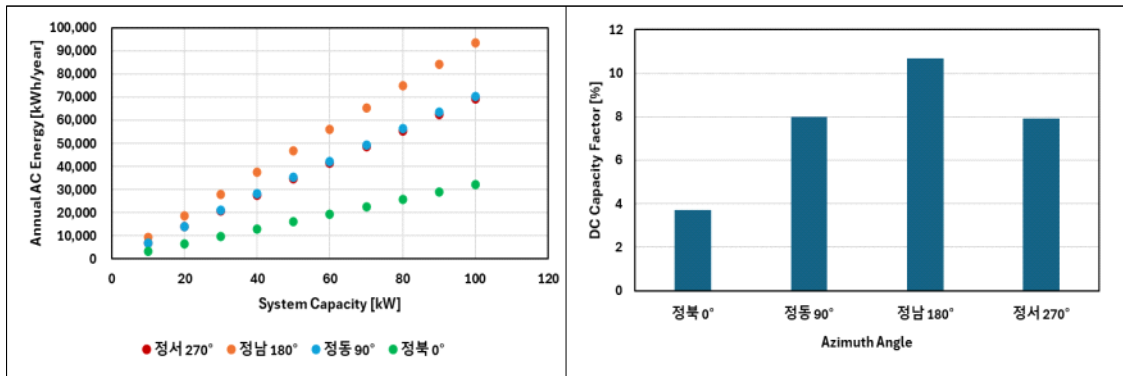 Annual AC Energy [kWh/year]
100,000
90,000
80,000
70,000
60,000
50,000
40,000
30,000
20,000
10,000
0
0 20 40 60 80 100 120
System Capacity [kW]
정서 270° 정남 180° 정동 90° 정북 0°
DC Capacity Factor [%]
12
10
8
6
4
2
0
정북 0° 정동 90° 정남 180° 정서 270°
Azimuth Angle